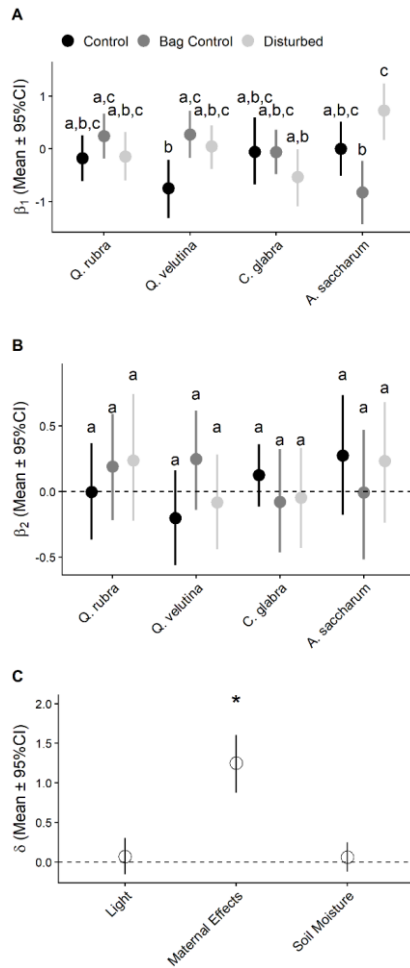 A
Control Bag Control Disturbed
β1 (Mean ± 95%CI)
1
0
-1
a,b,c a,c a,b,c b a,c a,b,c a,b,c a,b,c a,b a,b,c b c
Q. rubra Q. velutina C. glabra A. saccharum
B
β2 (Mean ± 95%CI)
0.5
0.0
-0.5
a a a a a a a a a a a a
Q. rubra Q. velutina C. glabra A. saccharum
C
δ (Mean ± 95%CI)
2.0
1.5
1.0
0.5
0.0
*
Light Maternal Effects Soil Moisture